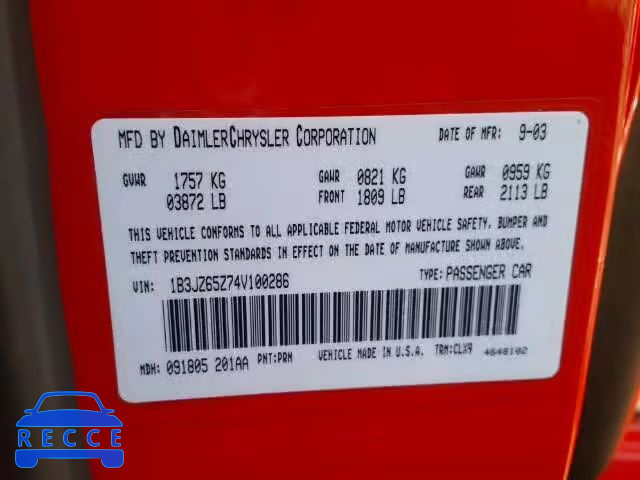 MFD BY DAIMLERCHRYSLER CORPORATION DATE OF MFR: 9-03
GVWR 1757 KG GAWR 0821 KG GAWR 0959 KG
03872 LB FRONT 1809 LB REAR 2113 LB
THIS VEHICLE CONFORMS TO ALL APPLICABLE FEDERAL MOTOR VEHICLE SAFETY, BUMPER AND
THEFT PREVENTION STANDARDS IN EFFECT ON THE DATE OF MANUFACTURE SHOWN ABOVE.
VIN: 1B3JZ65Z74V100286 TYPE: PASSENGER CAR
MDH: 091805 201AA PNT:PRN VEHICLE MADE IN U.S.A. TRM:CLX9 4648102
RECCE